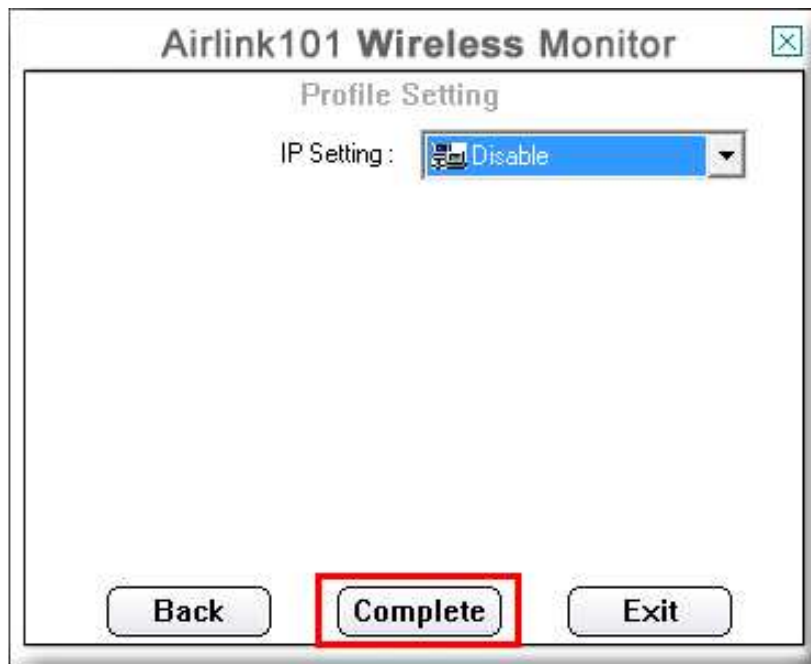 Airlink101 Wireless Monitor
Profile Setting
IP Setting : Disable
Back Complete Exit